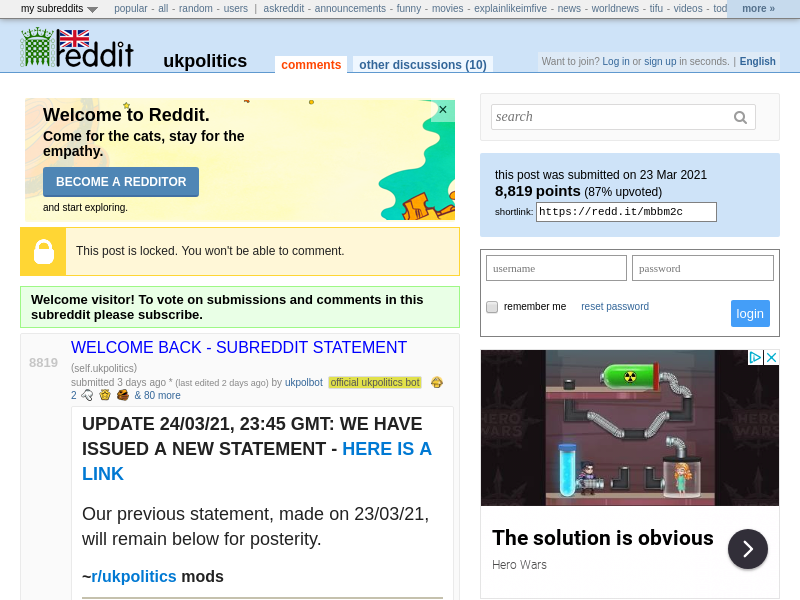 my subreddits popular - all - random - users | askreddit - announcements - funny - movies - explainlikeimfive - news - worldnews - tifu - videos - tod more »
reddit ukpolitics comments other discussions (10)
Want to join? Log in or sign up in seconds. | English
Welcome to Reddit.
Come for the cats, stay for the
empathy.
BECOME A REDDITOR
and start exploring.
×
This post is locked. You won't be able to comment.
Welcome visitor! To vote on submissions and comments in this
subreddit please subscribe.
8819
WELCOME BACK - SUBREDDIT STATEMENT
(self.ukpolitics)
submitted 3 days ago * (last edited 2 days ago) by ukpolbot official ukpolitics bot
2 & 80 more
UPDATE 24/03/21, 23:45 GMT: WE HAVE
ISSUED A NEW STATEMENT - HERE IS A
LINK
Our previous statement, made on 23/03/21,
will remain below for posterity.
~r/ukpolitics mods
search
this post was submitted on 23 Mar 2021
8,819 points (87% upvoted)
shortlink: https://redd.it/mbbm2c
username password
remember me reset password
login
HERO WARS
The solution is obvious
Hero Wars